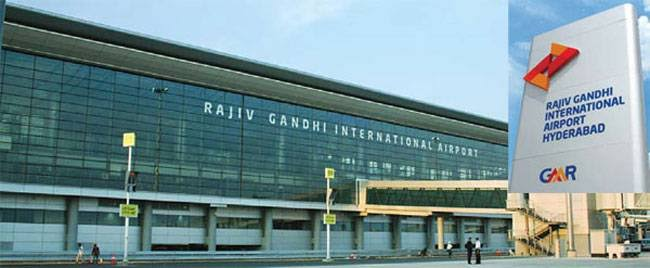 RAJIV GANDHI INTERNATIONAL AIRPORT
RAJIV GANDHI
INTERNATIONAL
AIRPORT
HYDERABAD
GMR